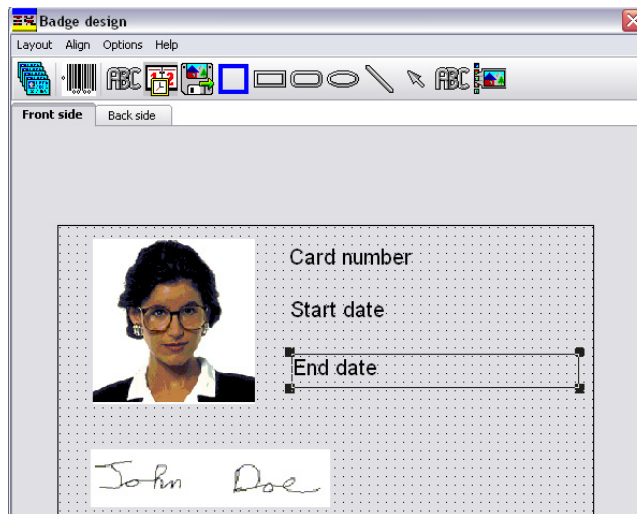 Badge design
Layout Align Options Help
ABC 12 ABC
Front side Back side
Card number
Start date
End date
John Doe